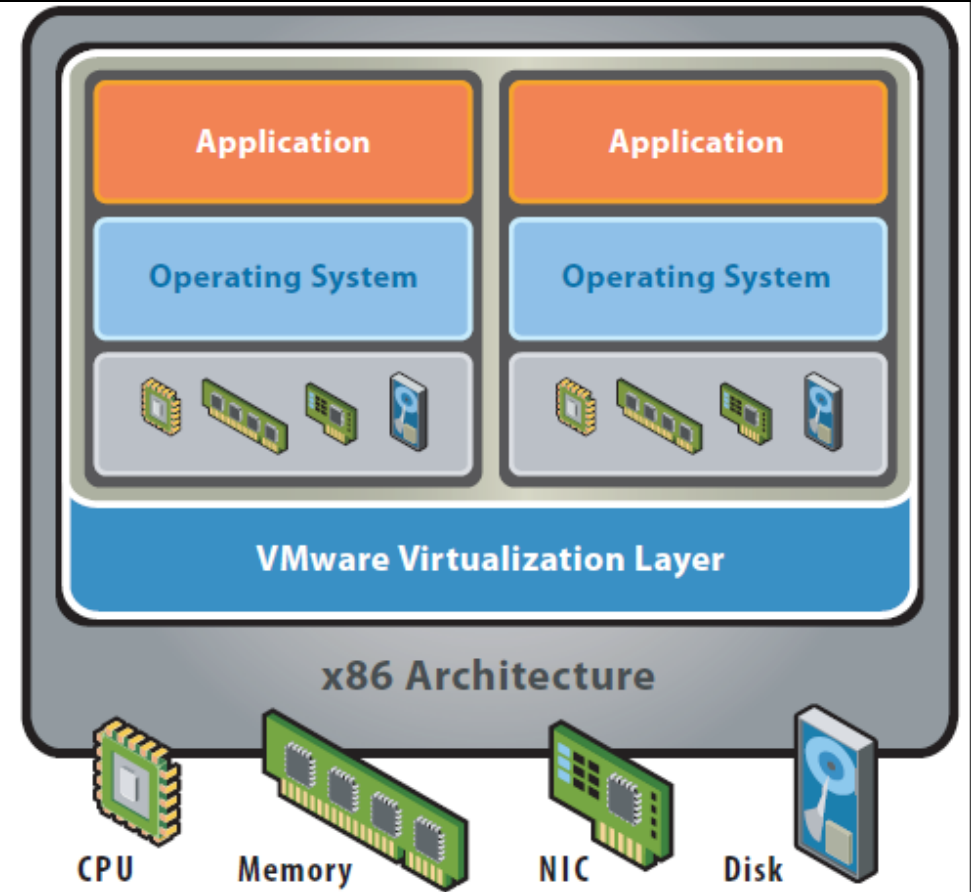 Application
Application
Operating System
Operating System
VMware Virtualization Layer
x86 Architecture
CPU
Memory
NIC
Disk